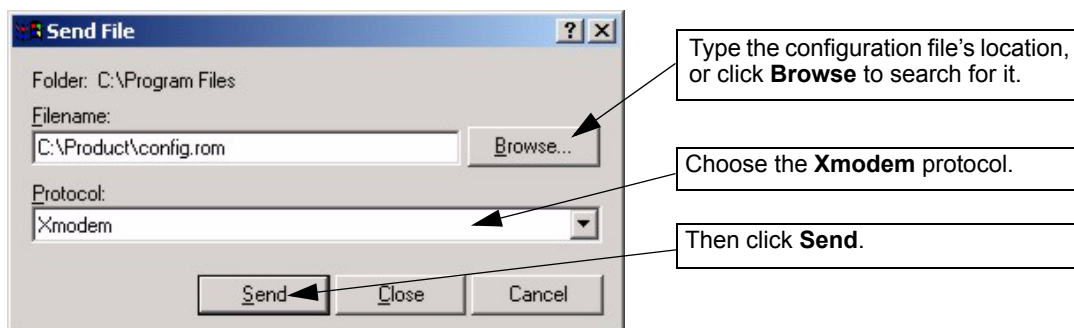 Send File
Folder: C:\Program Files
Filename:
C:\Product\config.rom
Browse...
Protocol:
Xmodem
Send
Close
Cancel
Type the configuration file's location,
or click Browse to search for it.
Choose the Xmodem protocol.
Then click Send.